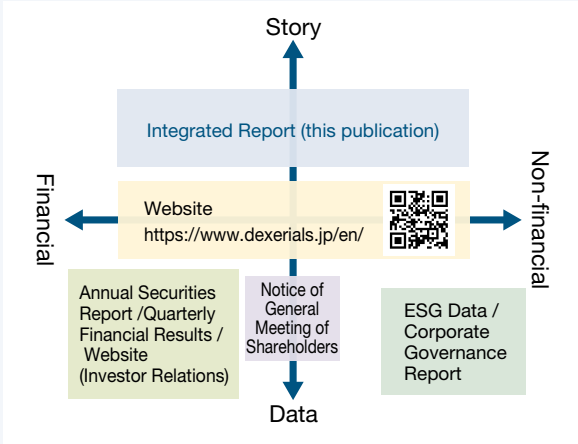 Story
Integrated Report (this publication)
Financial
Non-financial
Website
https://www.dexerials.jp/en/
Annual Securities
Report /Quarterly
Financial Results /
Website
(Investor Relations)
Notice of
General
Meeting of
Shareholders
ESG Data /
Corporate
Governance
Report
Data